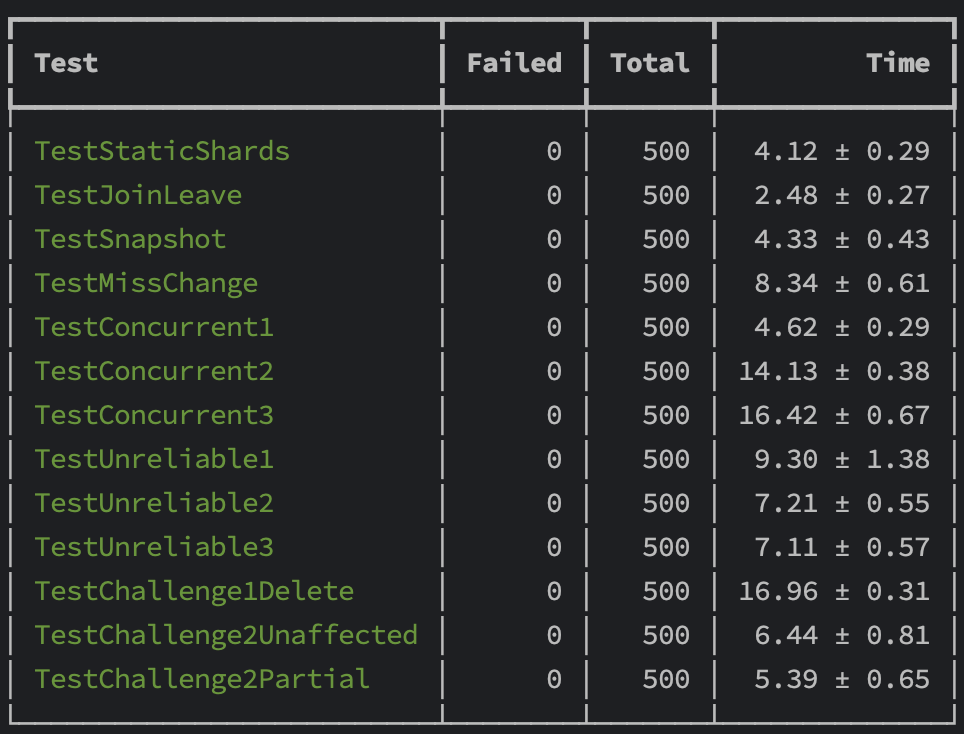 Test Failed Total Time
TestStaticShards 0 500 4.12 ± 0.29
TestJoinLeave 0 500 2.48 ± 0.27
TestSnapshot 0 500 4.33 ± 0.43
TestMissChange 0 500 8.34 ± 0.61
TestConcurrent1 0 500 4.62 ± 0.29
TestConcurrent2 0 500 14.13 ± 0.38
TestConcurrent3 0 500 16.42 ± 0.67
TestUnreliable1 0 500 9.30 ± 1.38
TestUnreliable2 0 500 7.21 ± 0.55
TestUnreliable3 0 500 7.11 ± 0.57
TestChallenge1Delete 0 500 16.96 ± 0.31
TestChallenge2Unaffected 0 500 6.44 ± 0.81
TestChallenge2Partial 0 500 5.39 ± 0.65